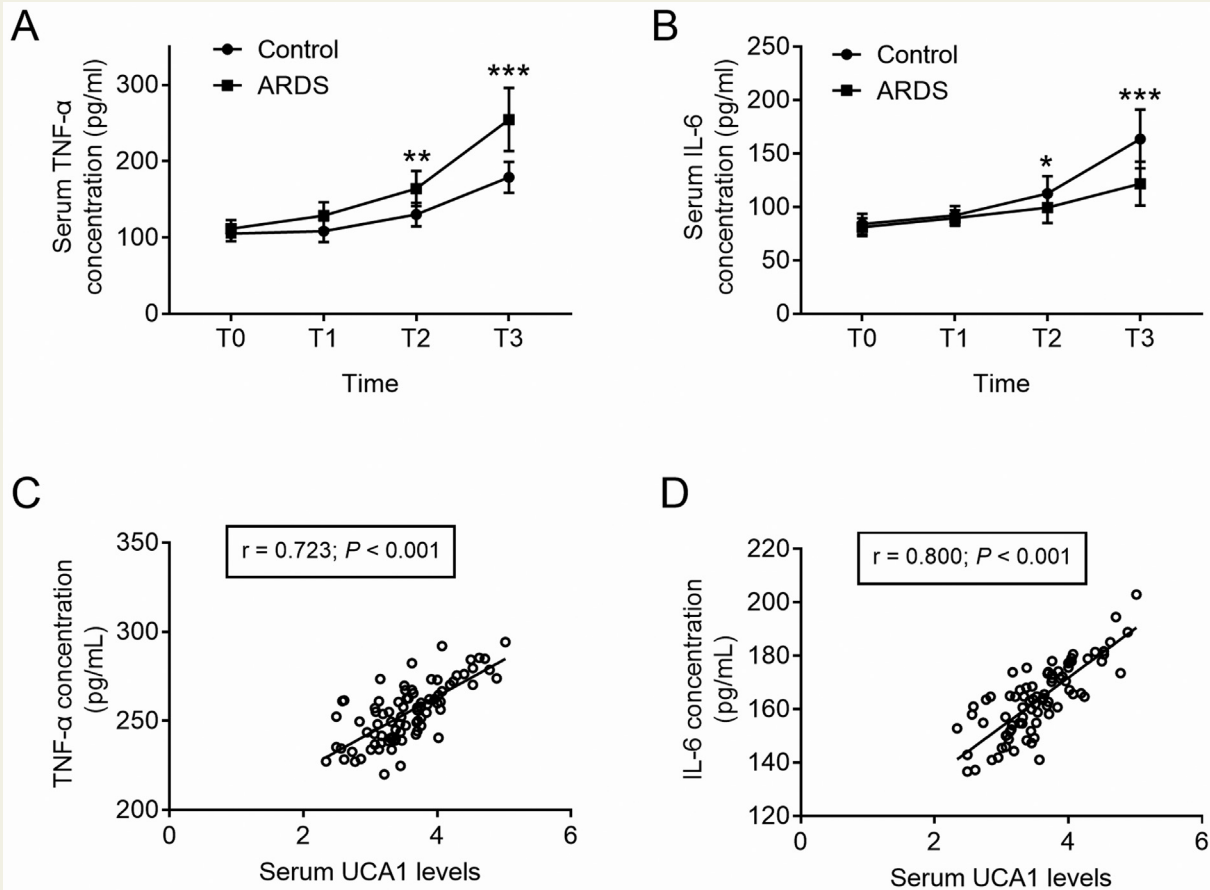 A
Control
ARDS
Serum TNF-α
concentration (pg/ml)
300
200
100
0
**
***
T0 T1 T2 T3
Time
B
Control
ARDS
Serum IL-6
concentration (pg/ml)
250
200
150
100
50
0
*
***
T0 T1 T2 T3
Time
C
r = 0.723; P < 0.001
TNF-α concentration
(pg/mL)
350
300
250
200
0 2 4 6
Serum UCA1 levels
D
r = 0.800; P < 0.001
IL-6 concentration
(pg/mL)
220
200
180
160
140
120
0 2 4 6
Serum UCA1 levels